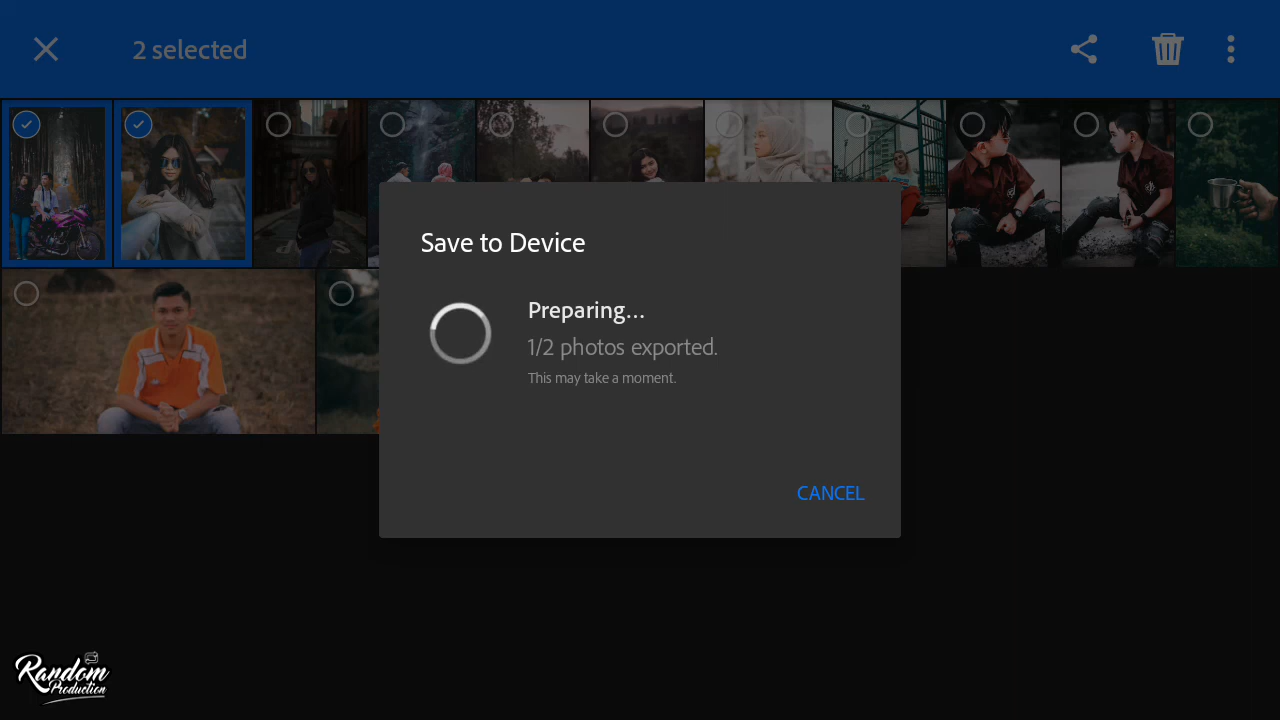 2 selected
Save to Device
Preparing...
1/2 photos exported.
This may take a moment.
CANCEL
Random
Production